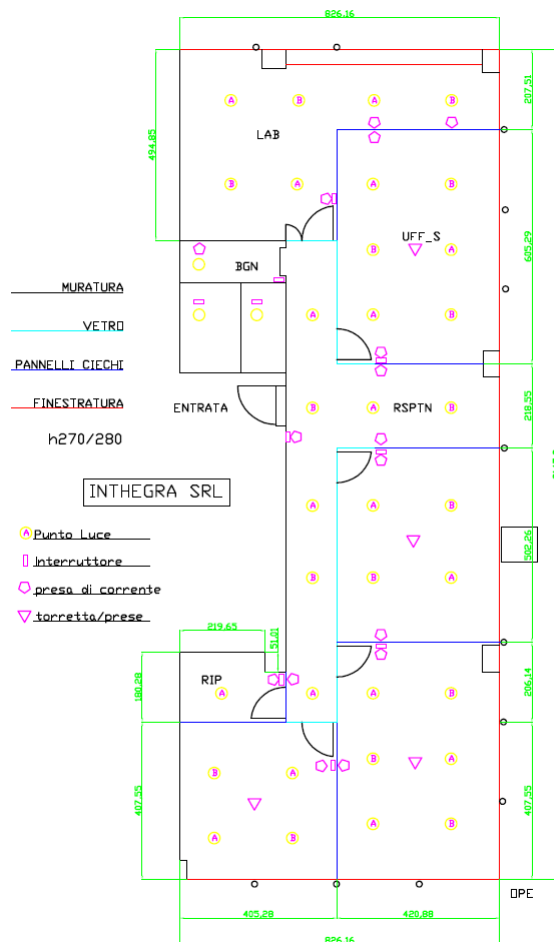 826.16
A B A B
207.51
494.85
LAB
B A A B
UFF_S
B A
605.29
BGN
MURATURA
A A B
VETRO
PANNELLI CIECHI
FINESTRATURA
ENTRATA
B A RSPTN B
218.55
h270/280
INTHEGRA SRL
A A B
A Punto Luce
Interruttore
502.26
presa di corrente
B B A
torretta/prese
219.65
51.01
RIP
180.28
206.14
A A A B
407.55
B A B A
407.55
A B A B
OPE
405.28
420.88
826.16